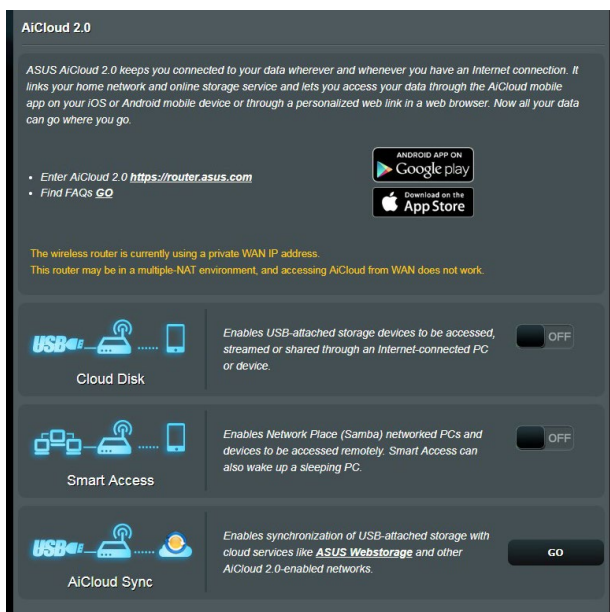 AiCloud 2.0
ASUS AiCloud 2.0 keeps you connected to your data wherever and whenever you have an Internet connection. It
links your home network and online storage service and lets you access your data through the AiCloud mobile
app on your iOS or Android mobile device or through a personalized web link in a web browser. Now all your data
can go where you go.
ANDROID APP ON
Google play
Enter AiCloud 2.0 https://router.asus.com
Find FAQs GO
Download on the
App Store
The wireless router is currently using a private WAN IP address.
This router may be in a multiple-NAT environment, and accessing AiCloud from WAN does not work.
USB
Cloud Disk
Enables USB-attached storage devices to be accessed,
streamed or shared through an Internet-connected PC
or device.
OFF
Smart Access
Enables Network Place (Samba) networked PCs and
devices to be accessed remotely. Smart Access can
also wake up a sleeping PC.
OFF
USB
AiCloud Sync
Enables synchronization of USB-attached storage with
cloud services like ASUS Webstorage and other
AiCloud 2.0-enabled networks.
GO